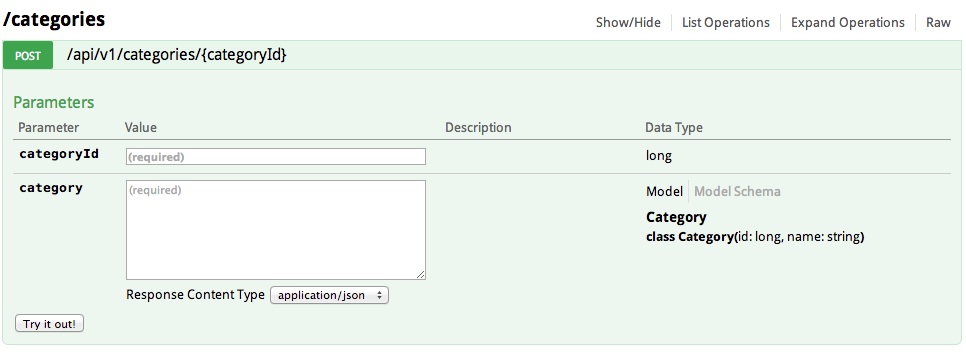 /categories
Show/Hide List Operations Expand Operations Raw
POST /api/v1/categories/{categoryId}
Parameters
Parameter Value Description Data Type
categoryId (required) long
category (required) Model Model Schema
Category
class Category(id: long, name: string)
Response Content Type application/json
Try it out!